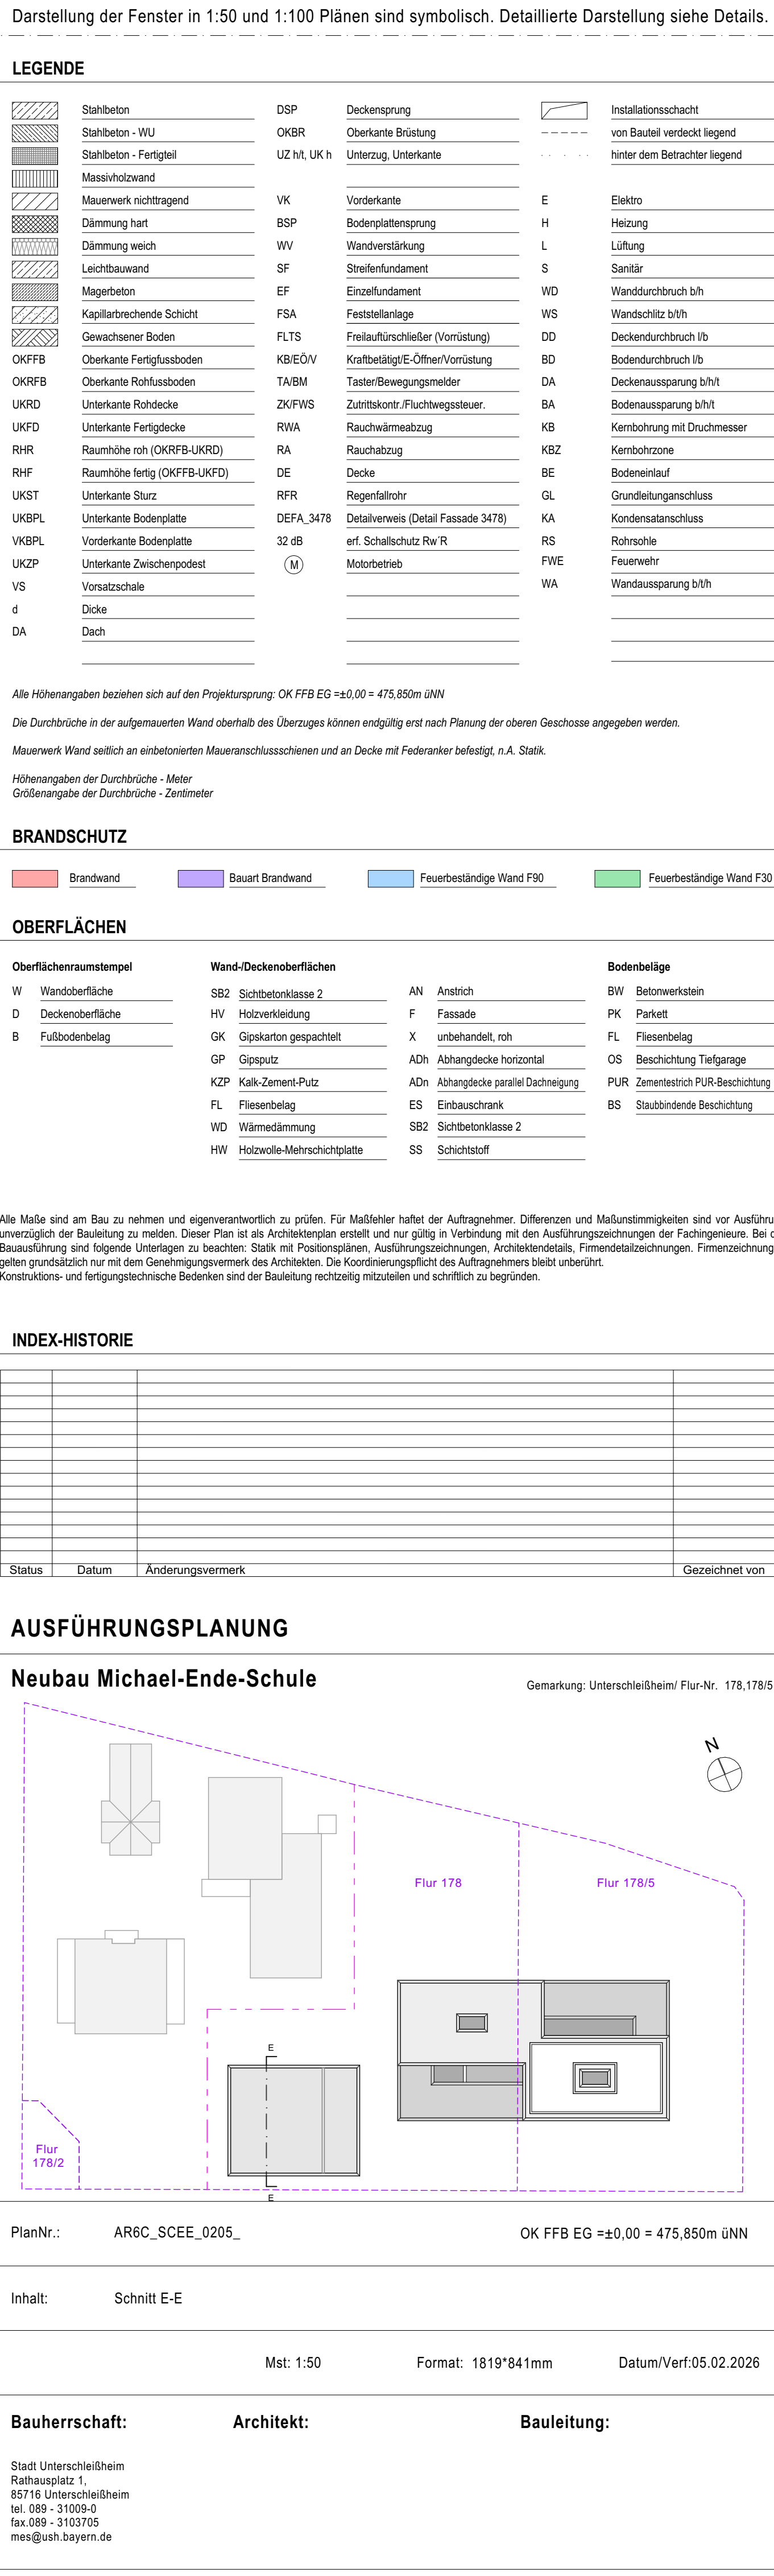 Darstellung der Fenster in 1:50 und 1:100 Plänen sind symbolisch. Detaillierte Darstellung siehe Details.
LEGENDE
Stahlbeton DSP Deckensprung Installationsschacht
Stahlbeton - WU OKBR Oberkante Brüstung von Bauteil verdeckt liegend
Stahlbeton - Fertigteil UZ h/t, UK h Unterzug, Unterkante hinter dem Betrachter liegend
Massivholzwand
Mauerwerk nichttragend VK Vorderkante E Elektro
Dämmung hart BSP Bodenplattensprung H Heizung
Dämmung weich WV Wandverstärkung L Lüftung
Leichtbauwand SF Streifenfundament S Sanitär
Magerbeton EF Einzelfundament WD Wanddurchbruch b/h
Kapillarbrechende Schicht FSA Feststellanlage WS Wandschlitz b/t/h
Gewachsener Boden FLTS Freilauftürschließer (Vorrüstung) DD Deckendurchbruch l/b
OKFFB Oberkante Fertigfussboden KB/EÖ/V Kraftbetätigt/E-Öffner/Vorrüstung BD Bodendurchbruch l/b
OKRFB Oberkante Rohfussboden TA/BM Taster/Bewegungsmelder DA Deckenaussparung b/h/t
UKRD Unterkante Rohdecke ZK/FWS Zutrittskontr./Fluchtwegssteuer. BA Bodenaussparung b/h/t
UKFD Unterkante Fertigdecke RWA Rauchwärmeabzug KB Kernbohrung mit Druchmesser
RHR Raumhöhe roh (OKRFB-UKRD) RA Rauchabzug KBZ Kernbohrzone
RHF Raumhöhe fertig (OKFFB-UKFD) DE Decke BE Bodeneinlauf
UKST Unterkante Sturz RFR Regenfallrohr GL Grundleitunganschluss
UKBPL Unterkante Bodenplatte DEFA_3478 Detailverweis (Detail Fassade 3478) KA Kondensatanschluss
VKBPL Vorderkante Bodenplatte 32 dB erf. Schallschutz Rw´R RS Rohrsohle
UKZP Unterkante Zwischenpodest M Motorbetrieb FWE Feuerwehr
VS Vorsatzschale WA Wandaussparung b/t/h
d Dicke
DA Dach
Alle Höhenangaben beziehen sich auf den Projektursprung: OK FFB EG =±0,00 = 475,850m üNN
Die Durchbrüche in der aufgemauerten Wand oberhalb des Überzuges können endgültig erst nach Planung der oberen Geschosse angegeben werden.
Mauerwerk Wand seitlich an einbetonierten Maueranschlussschienen und an Decke mit Federanker befestigt, n.A. Statik.
Höhenangaben der Durchbrüche - Meter
Größenangabe der Durchbrüche - Zentimeter
BRANDSCHUTZ
Brandwand Bauart Brandwand Feuerbeständige Wand F90 Feuerbeständige Wand F30
OBERFLÄCHEN
Oberflächenraumstempel Wand-/Deckenoberflächen Bodenbeläge
W Wandoberfläche SB2 Sichtbetonklasse 2 AN Anstrich BW Betonwerkstein
D Deckenoberfläche HV Holzverkleidung F Fassade PK Parkett
B Fußbodenbelag GK Gipskarton gespachtelt X unbehandelt, roh FL Fliesenbelag
GP Gipsputz ADh Abhangdecke horizontal OS Beschichtung Tiefgarage
KZP Kalk-Zement-Putz ADn Abhangdecke parallel Dachneigung PUR Zementestrich PUR-Beschichtung
FL Fliesenbelag ES Einbauschrank BS Staubbindende Beschichtung
WD Wärmedämmung SB2 Sichtbetonklasse 2
HW Holzwolle-Mehrschichtplatte SS Schichtstoff
Alle Maße sind am Bau zu nehmen und eigenverantwortlich zu prüfen. Für Maßfehler haftet der Auftragnehmer. Differenzen und Maßunstimmigkeiten sind vor Ausführu
unverzüglich der Bauleitung zu melden. Dieser Plan ist als Architektenplan erstellt und nur gültig in Verbindung mit den Ausführungszeichnungen der Fachingenieure. Bei d
Bauausführung sind folgende Unterlagen zu beachten: Statik mit Positionsplänen, Ausführungszeichnungen, Architektendetails, Firmendetailzeichnungen. Firmenzeichnung
gelten grundsätzlich nur mit dem Genehmigungsvermerk des Architekten. Die Koordinierungspflicht des Auftragnehmers bleibt unberührt.
Konstruktions- und fertigungstechnische Bedenken sind der Bauleitung rechtzeitig mitzuteilen und schriftlich zu begründen.
INDEX-HISTORIE
Status Datum Änderungsvermerk Gezeichnet von
AUSFÜHRUNGSPLANUNG
Neubau Michael-Ende-Schule Gemarkung: Unterschleißheim/ Flur-Nr. 178,178/5
N
Flur 178 Flur 178/5
E
Flur
178/2
E
PlanNr.: AR6C_SCEE_0205_ OK FFB EG =±0,00 = 475,850m üNN
Inhalt: Schnitt E-E
Mst: 1:50 Format: 1819*841mm Datum/Verf:05.02.2026
Bauherrschaft: Architekt: Bauleitung:
Stadt Unterschleißheim
Rathausplatz 1,
85716 Unterschleißheim
tel. 089 - 31009-0
fax.089 - 3103705
mes@ush.bayern.de